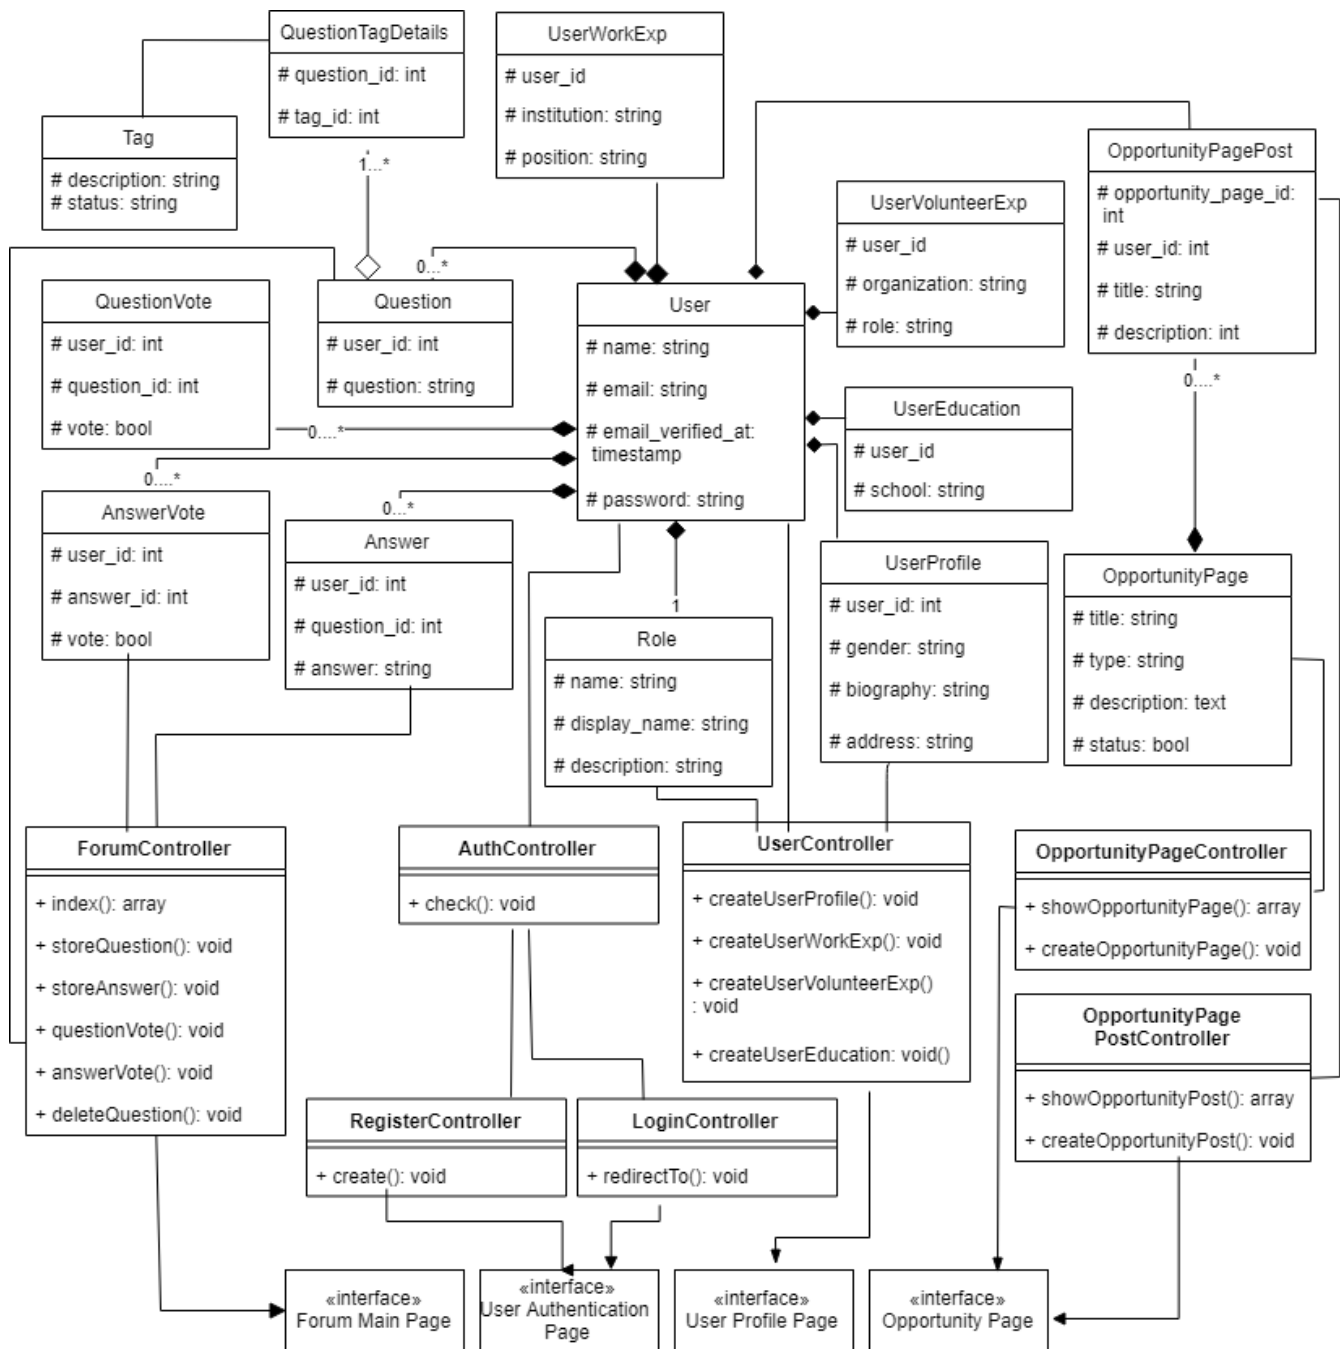 QuestionTagDetails
# question_id: int
# tag_id: int
1...*
UserWorkExp
# user_id
# institution: string
# position: string
Tag
# description: string
# status: string
OpportunityPagePost
# opportunity_page_id:
int
# user_id: int
# title: string
# description: int
0....*
UserVolunteerExp
# user_id
# organization: string
# role: string
0...*
QuestionVote
# user_id: int
# question_id: int
# vote: bool
0....*
Question
# user_id: int
# question: string
User
# name: string
# email: string
# email_verified_at:
timestamp
# password: string
UserEducation
# user_id
# school: string
0....*
AnswerVote
# user_id: int
# answer_id: int
# vote: bool
0...*
Answer
# user_id: int
# question_id: int
# answer: string
1
Role
# name: string
# display_name: string
# description: string
UserProfile
# user_id: int
# gender: string
# biography: string
# address: string
OpportunityPage
# title: string
# type: string
# description: text
# status: bool
ForumController
+ index(): array
+ storeQuestion(): void
+ storeAnswer(): void
+ questionVote(): void
+ answerVote(): void
+ deleteQuestion(): void
AuthController
+ check(): void
UserController
+ createUserProfile(): void
+ createUserWorkExp(): void
+ createUserVolunteerExp()
: void
+ createUserEducation: void()
OpportunityPageController
+ showOpportunityPage(): array
+ createOpportunityPage(): void
OpportunityPage
PostController
+ showOpportunityPost(): array
+ createOpportunityPost(): void
RegisterController
+ create(): void
LoginController
+ redirectTo(): void
«interface»
Forum Main Page
«interface»
User Authentication
Page
«interface»
User Profile Page
«interface»
Opportunity Page